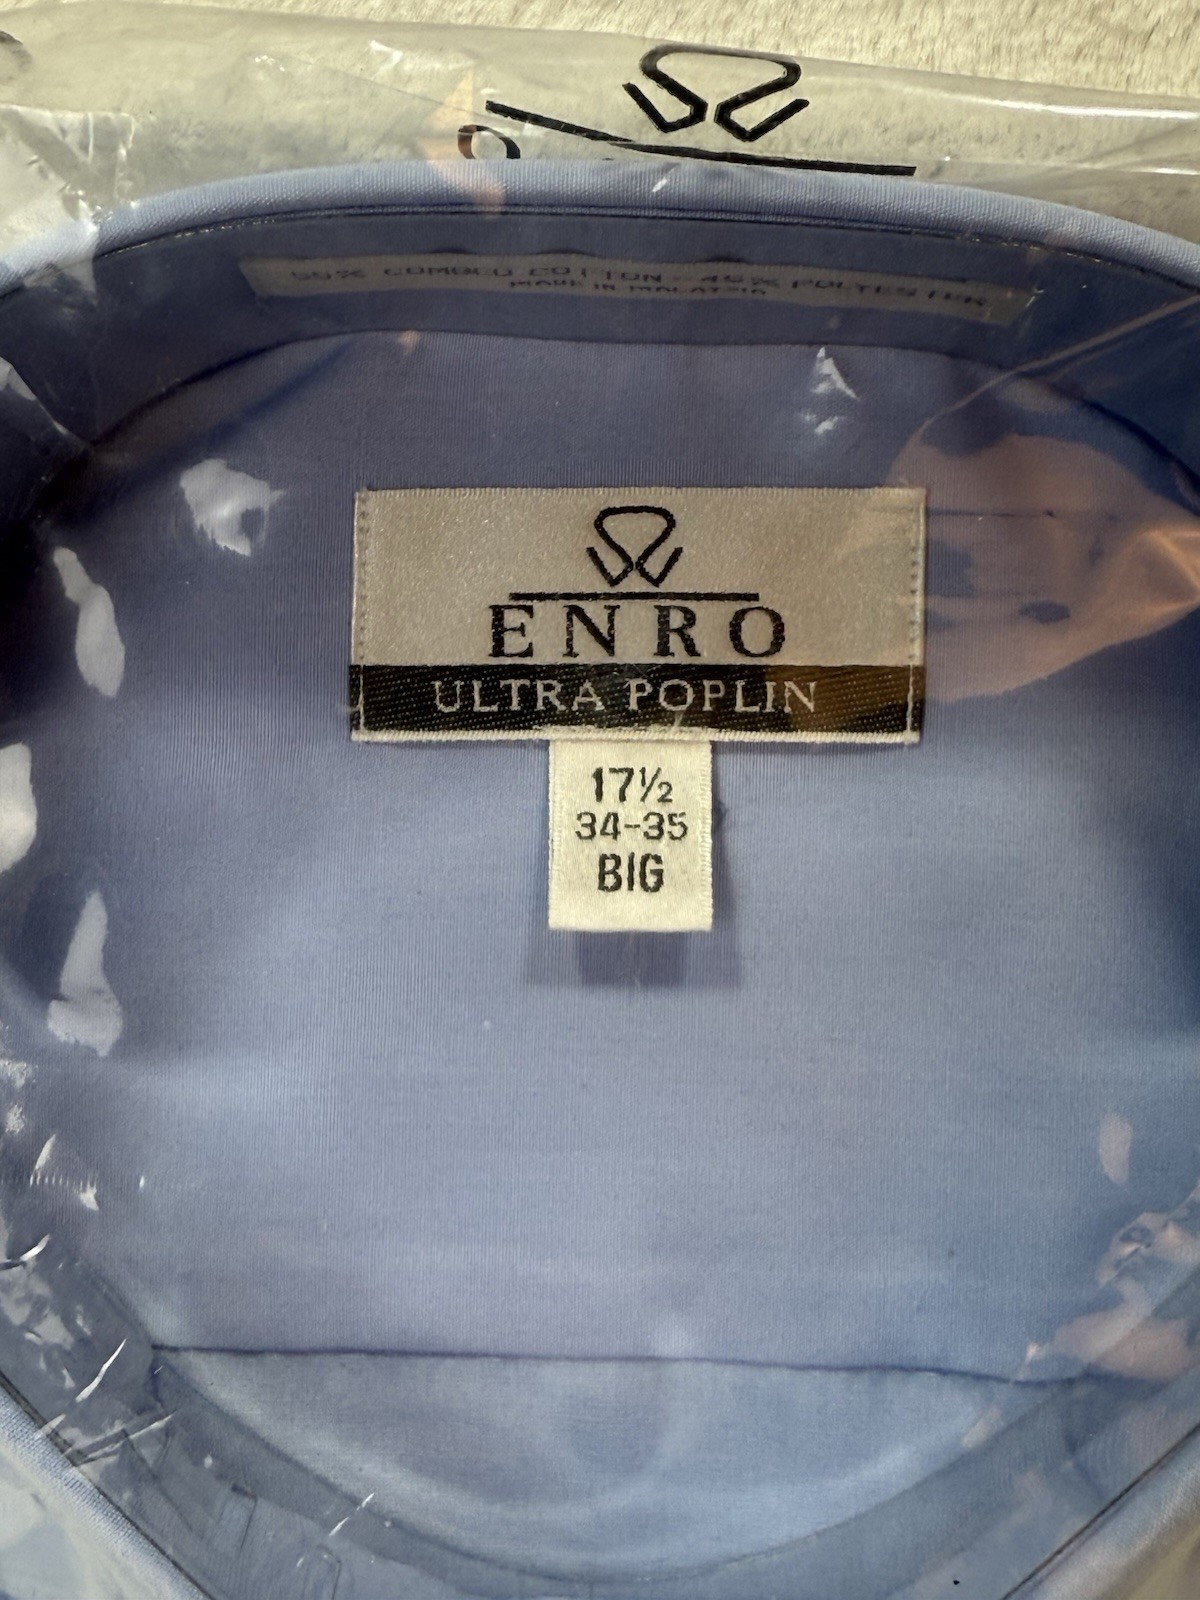 55% COMBED COTTON - 45% POLYESTER
MADE IN MALAYSIA
ENRO
ULTRA POPLIN
17½
34-35
BIG